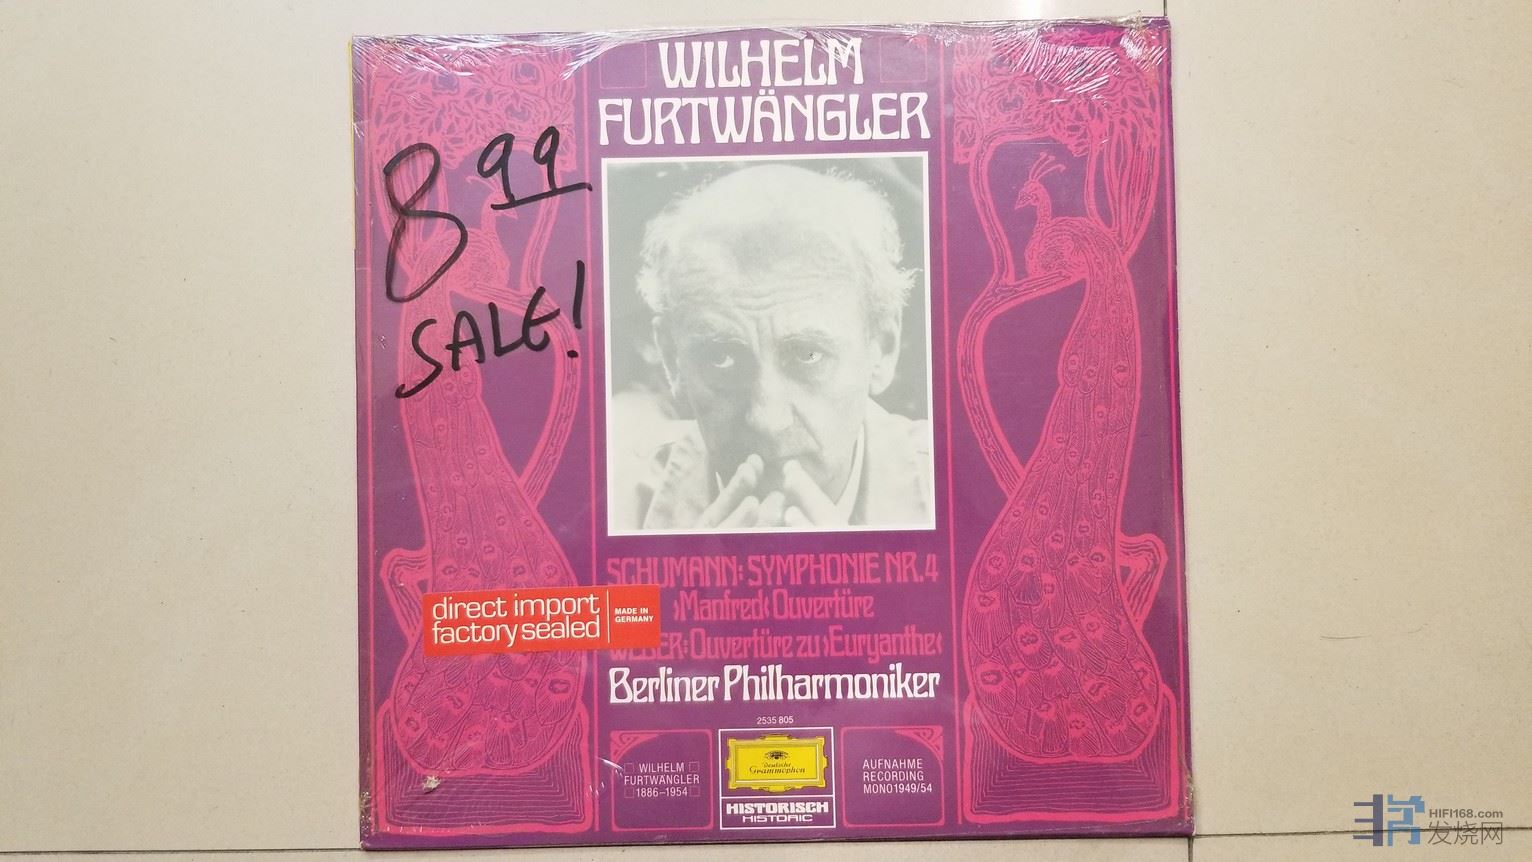 WILHELM
FURTWÄNGLER
8 99
SALE!
SCHUMANN: SYMPHONIE NR. 4
›Manfred‹ Ouvertüre
WEBER: Ouvertüre zu ›Euryanthe‹
direct import
factory sealed
MADE IN
GERMANY
Berliner Philharmoniker
2535 805
WILHELM
FURTWÄNGLER
1886–1954
Deutsche
Grammophon
HISTORISCH
HISTORIC
AUFNAHME
RECORDING
MONO 1949/54
HIFI168.com
发烧网